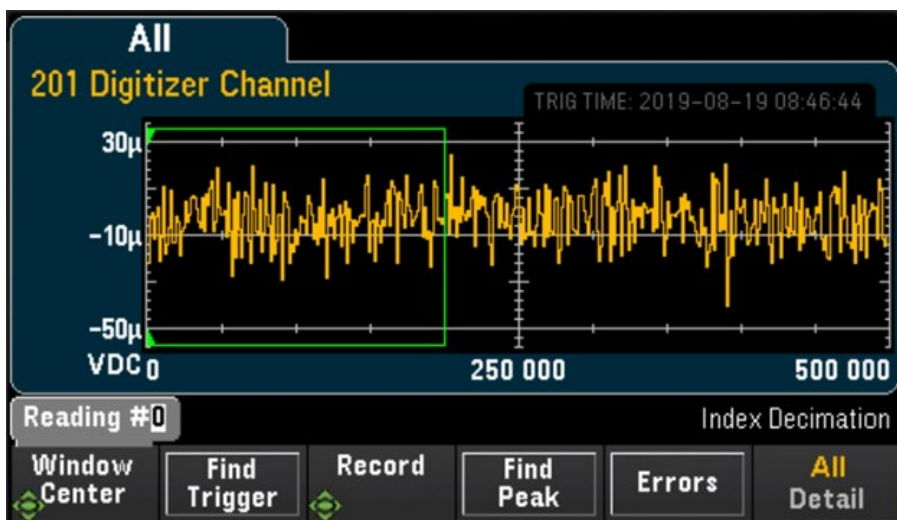 All
201 Digitizer Channel
TRIG TIME: 2019-08-19 08:46:44
30µ
-10µ
-50µ
VDC 0 250 000 500 000
Reading #0
Index Decimation
Window Center
Find Trigger
Record
Find Peak
Errors
All
Detail